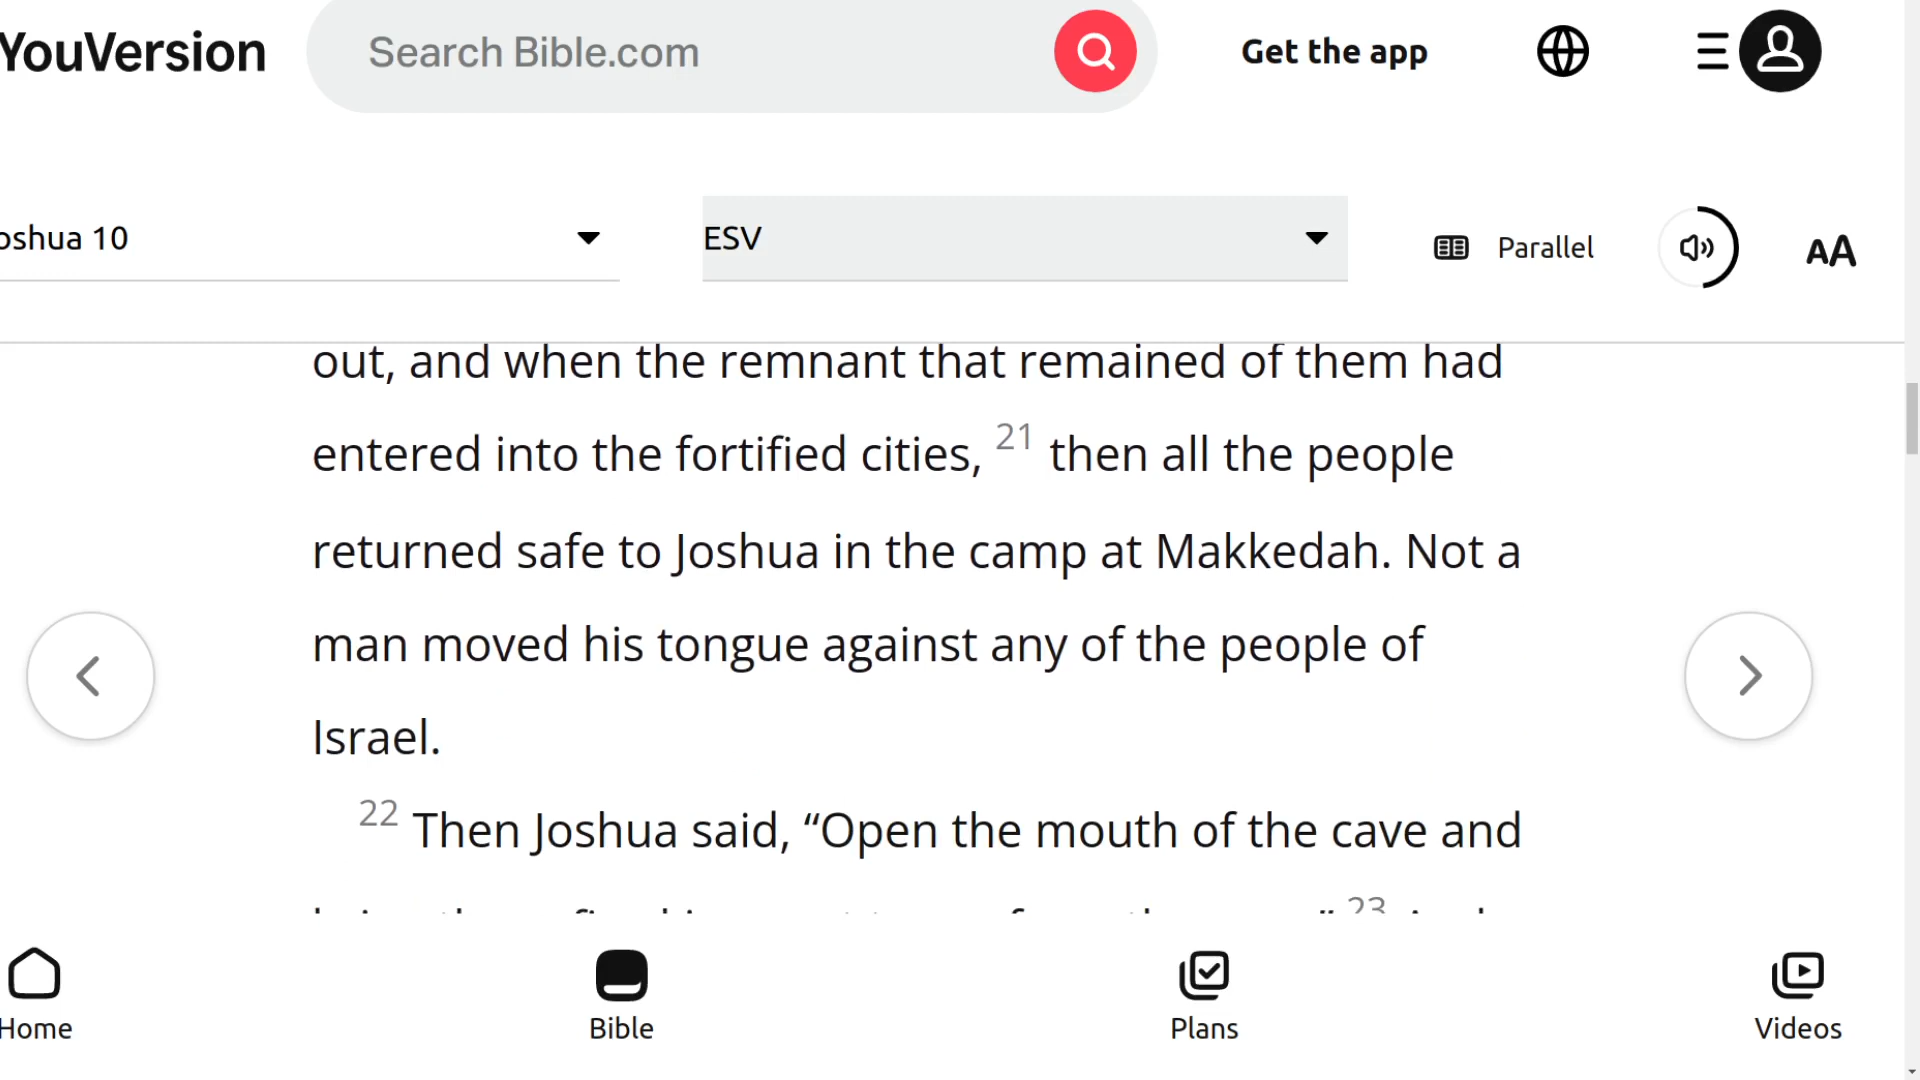 YouVersion
Search Bible.com
Get the app
oshua 10
ESV
Parallel
AA
out, and when the remnant that remained of them had
entered into the fortified cities, 21 then all the people
returned safe to Joshua in the camp at Makkedah. Not a
man moved his tongue against any of the people of
Israel.
22 Then Joshua said, “Open the mouth of the cave and
23
Home
Bible
Plans
Videos